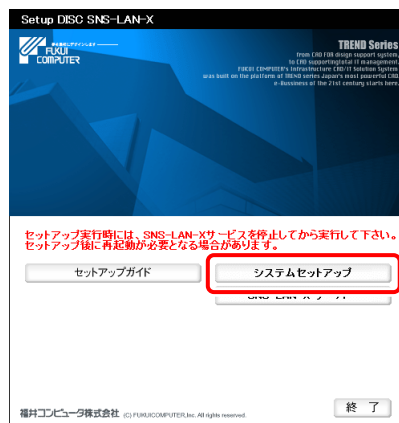 Setup DISC SNS-LAN-X
FUKUI
COMPUTER
TREND Series
from CAD FOR design support system,
to CAD supportingtotal IT management,
FUKUI COMPUTER's Infrastructure CAD/IT Solution System
was built on the platform of TREND series Japan's most powerful CAD
e-Bussiness of the 21st century starts here.
セットアップ実行時には、SNS-LAN-Xサービスを停止してから実行して下さい。
セットアップ後に再起動が必要となる場合があります。
セットアップガイド
システムセットアップ
福井コンピュータ株式会社 (C) FUKUICOMPUTER,Inc. All rights reserved.
終 了